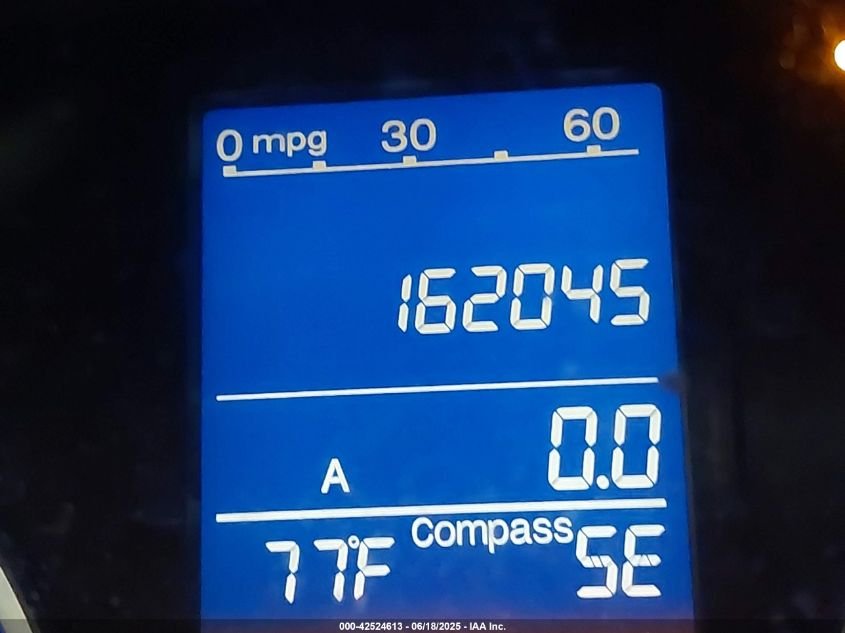 0 mpg 30 60
162045
A 0.0
77°F Compass SE
000-42524613 - 06/18/2025 - IAA Inc.